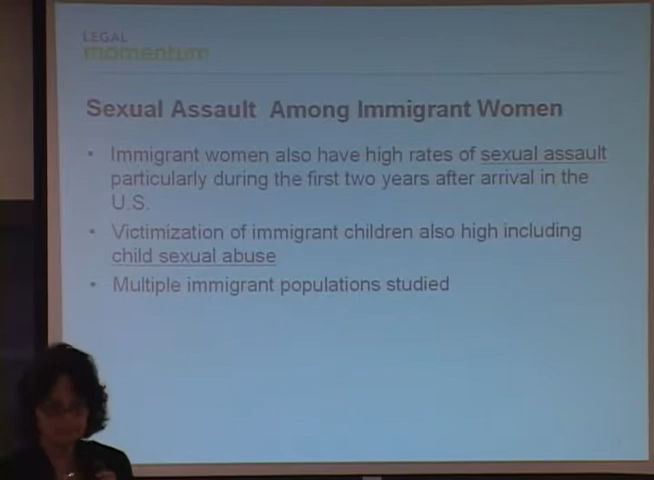 LEGAL
momentum
Sexual Assault Among Immigrant Women
• Immigrant women also have high rates of sexual assault
particularly during the first two years after arrival in the
U.S.
• Victimization of immigrant children also high including
child sexual abuse
• Multiple immigrant populations studied